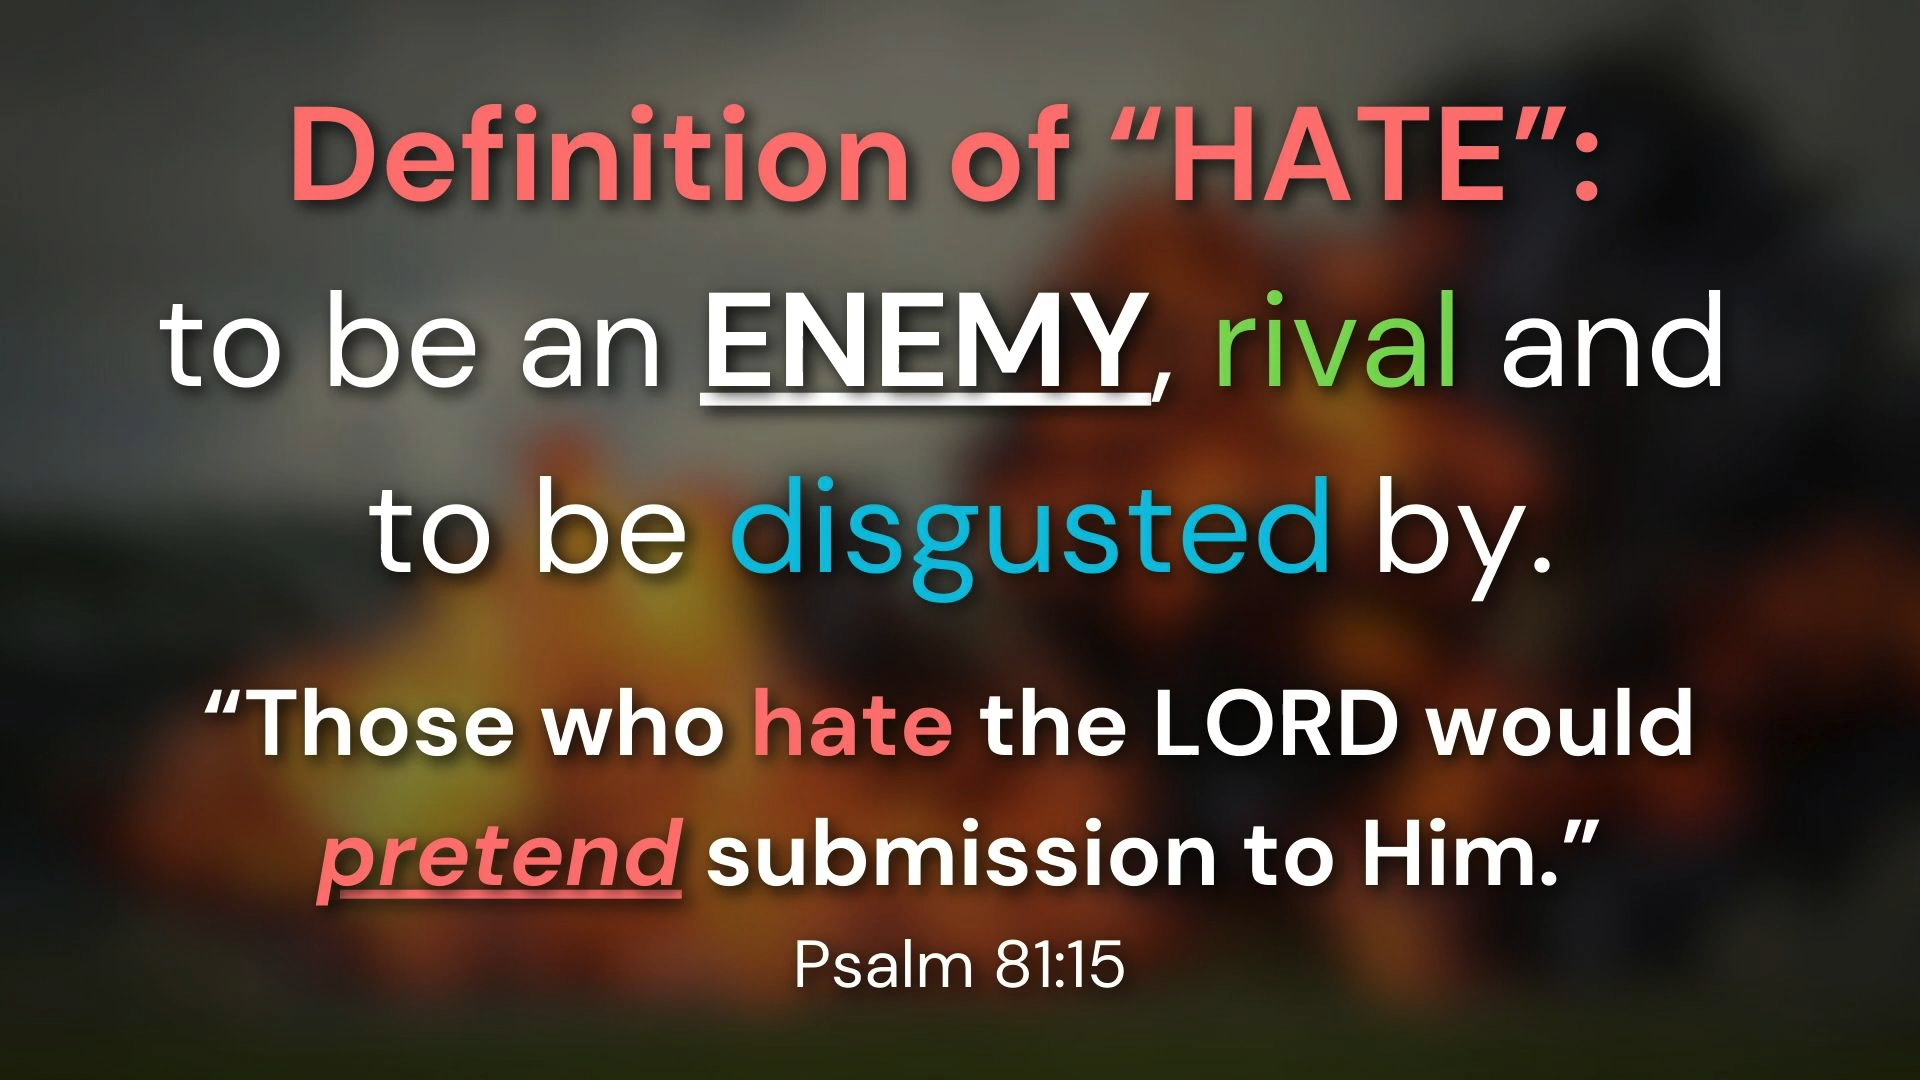 Definition of “HATE”:
to be an ENEMY, rival and
to be disgusted by.
“Those who hate the LORD would
pretend submission to Him.”
Psalm 81:15